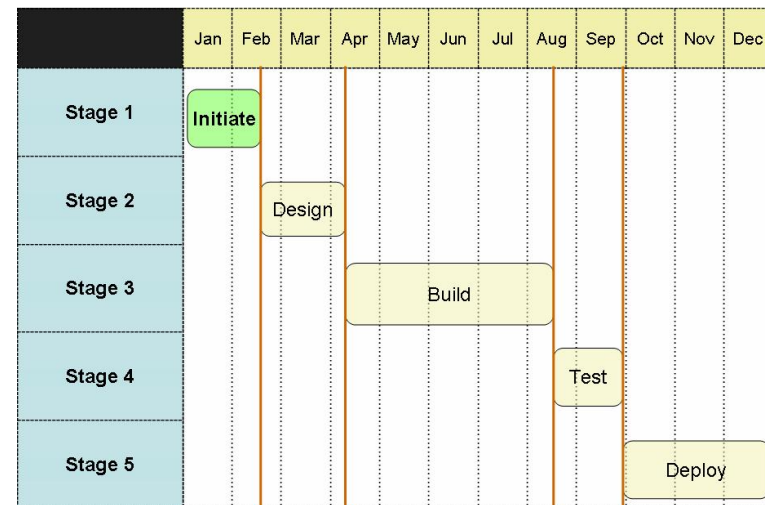 Jan Feb Mar Apr May Jun Jul Aug Sep Oct Nov Dec
Stage 1 Initiate
Stage 2 Design
Stage 3 Build
Stage 4 Test
Stage 5 Deploy